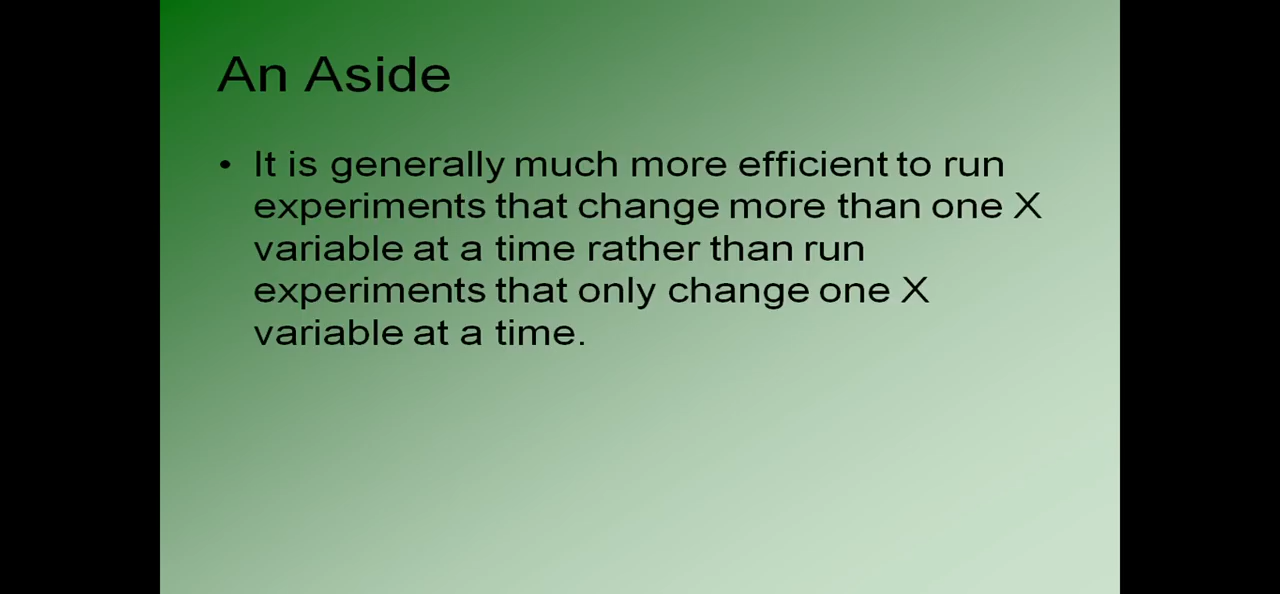 An Aside
• It is generally much more efficient to run
experiments that change more than one X
variable at a time rather than run
experiments that only change one X
variable at a time.